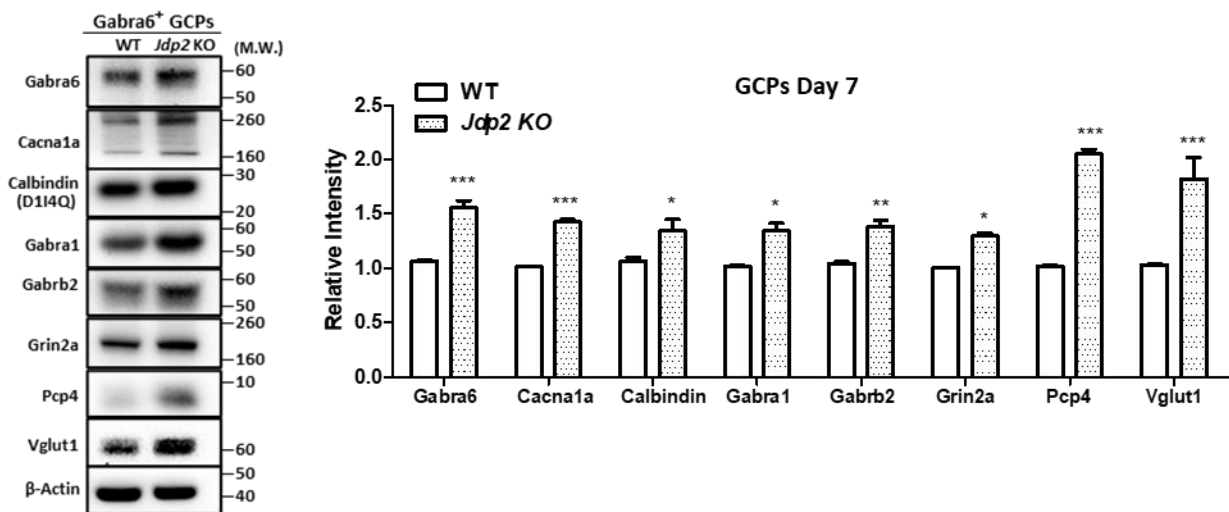 Gabra6⁺ GCPs
WT Jdp2 KO (M.W.)
Gabra6
60
50
Cacna1a
260
160
Calbindin
(D1I4Q)
30
20
Gabra1
60
50
Gabrb2
60
50
Grin2a
260
160
Pcp4
10
Vglut1
60
β-Actin
50
40
GCPs Day 7
WT
Jdp2 KO
Relative Intensity
2.5
2.0
1.5
1.0
0.5
0.0
*** *** * * ** * *** ***
Gabra6 Cacna1a Calbindin Gabra1 Gabrb2 Grin2a Pcp4 Vglut1